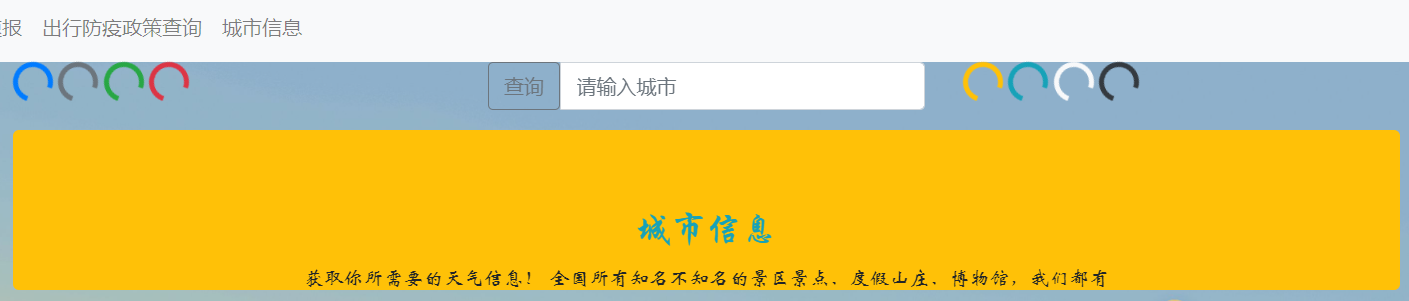 报 出行防疫政策查询 城市信息
查询 请输入城市
城市信息
获取你所需要的天气信息! 全国所有知名不知名的景区景点、度假山庄、博物馆，我们都有